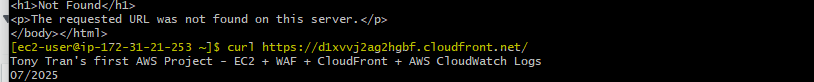 <h1>Not Found</h1>
<p>The requested URL was not found on this server.</p>
</body></html>
[ec2-user@ip-172-31-21-253 ~]$ curl https://d1xvvj2ag2hgbf.cloudfront.net/
Tony Tran's first AWS Project - EC2 + WAF + CloudFront + AWS CloudWatch Logs
07/2025